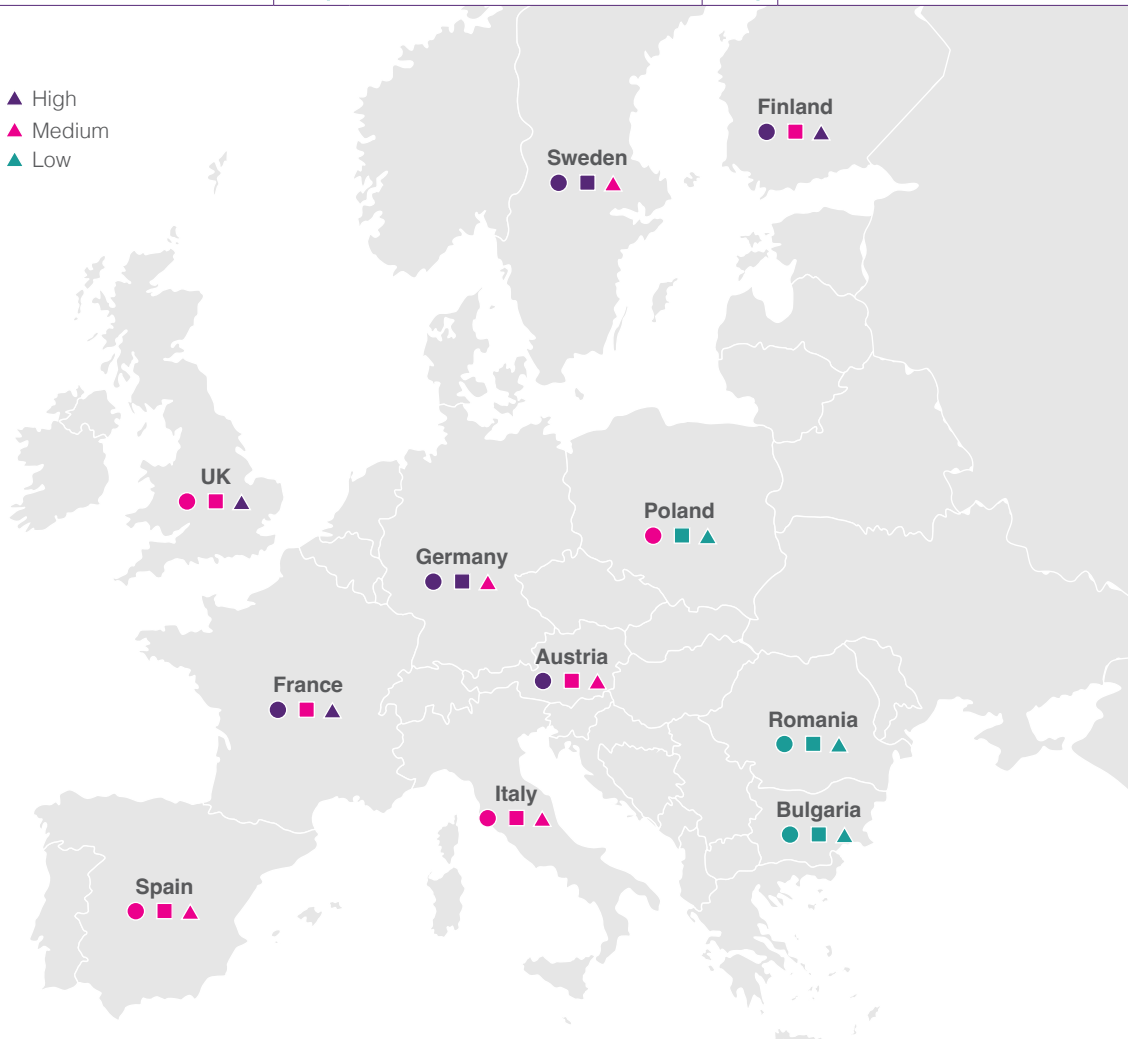 High
Medium
Low
Finland
Sweden
UK
Poland
Germany
Austria
France
Romania
Italy
Bulgaria
Spain